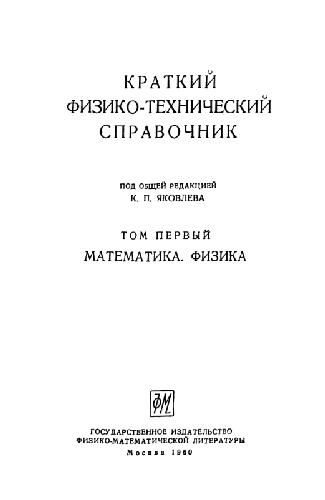 КРАТКИЙ
ФИЗИКО-ТЕХНИЧЕСКИЙ
СПРАВОЧНИК
ПОД ОБЩЕЙ РЕДАКЦИЕЙ
К. П. ЯКОВЛЕВА
ТОМ ПЕРВЫЙ
МАТЕМАТИКА. ФИЗИКА
ФМ
ГОСУДАРСТВЕННОЕ ИЗДАТЕЛЬСТВО
ФИЗИКО-МАТЕМАТИЧЕСКОЙ ЛИТЕРАТУРЫ
Москва 1960